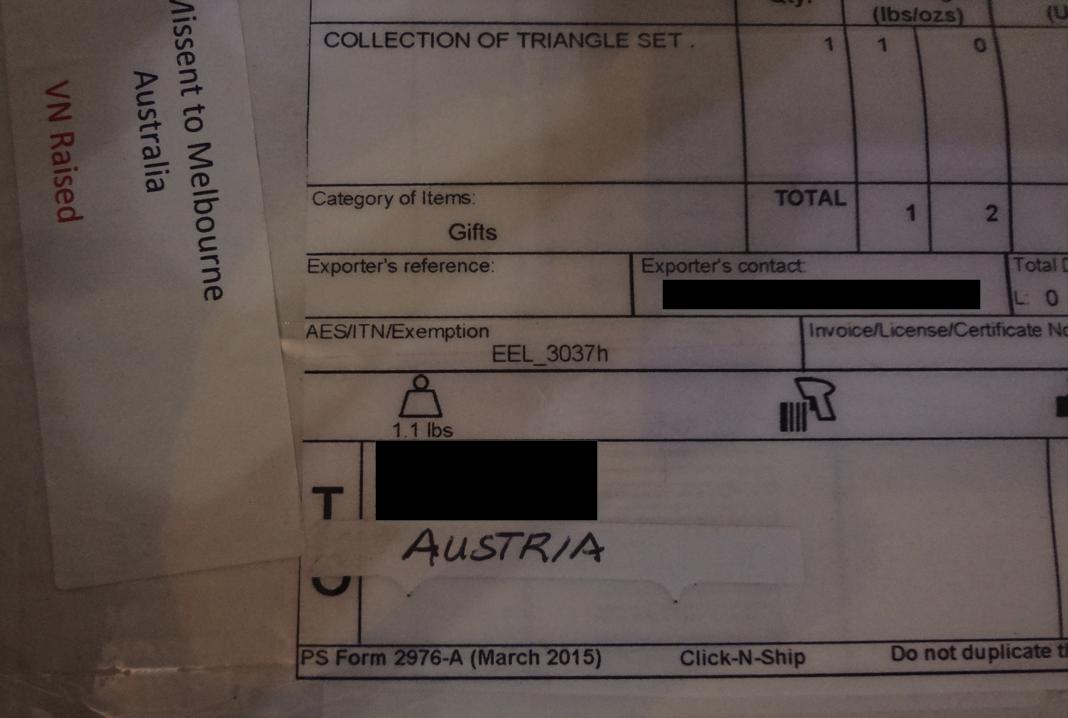 Missent to Melbourne
Australia
VN Raised
(lbs/ozs)
COLLECTION OF TRIANGLE SET .
1
1
0
Category of Items:
Gifts
TOTAL
1
2
Exporter's reference:
Exporter's contact:
Total
L: 0
AES/ITN/Exemption
EEL_3037h
Invoice/License/Certificate
1.1 lbs
T
AUSTRIA
PS Form 2976-A (March 2015)
Click-N-Ship
Do not duplicate